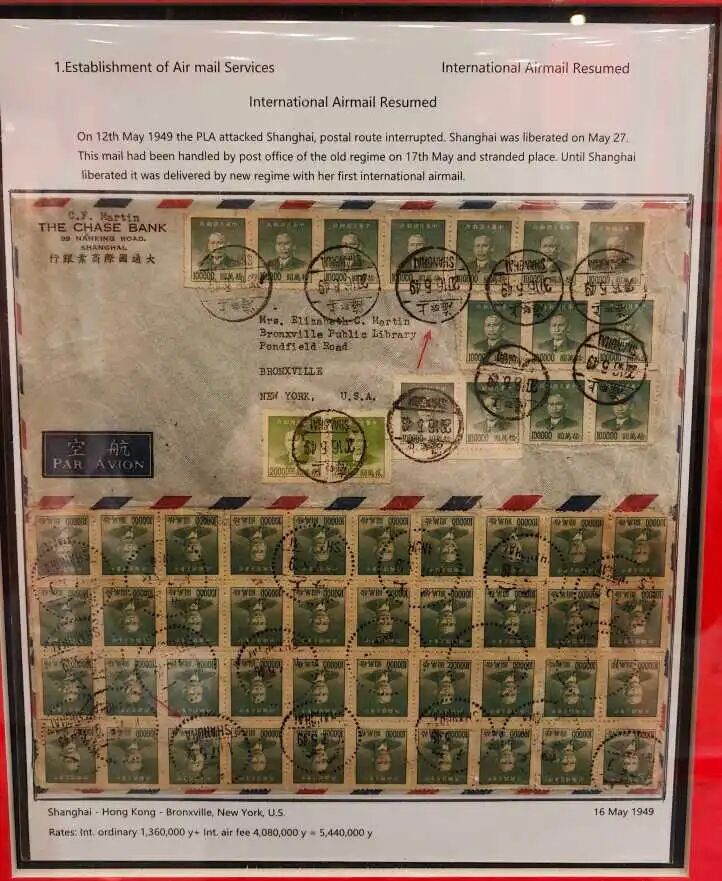 1.Establishment of Air mail Services
International Airmail Resumed
International Airmail Resumed
On 12th May 1949 the PLA attacked Shanghai, postal route interrupted. Shanghai was liberated on May 27.
This mail had been handled by post office of the old regime on 17th May and stranded place. Until Shanghai
liberated it was delivered by new regime with her first international airmail.
C.F. Martin
THE CHASE BANK
99 NANKING ROAD,
SHANGHAI
行銀業商際國通大
Mrs. Elizabeth C. Martin
Bronxville Public Library
Pondfield Road
BRONXVILLE
NEW YORK, U.S.A.
空航
PAR AVION
SHANGHAI
100000
200000
Shanghai - Hong Kong - Bronxville, New York, U.S.
16 May 1949
Rates: Int. ordinary 1,360,000 y+ Int. air fee 4,080,000 y = 5,440,000 y